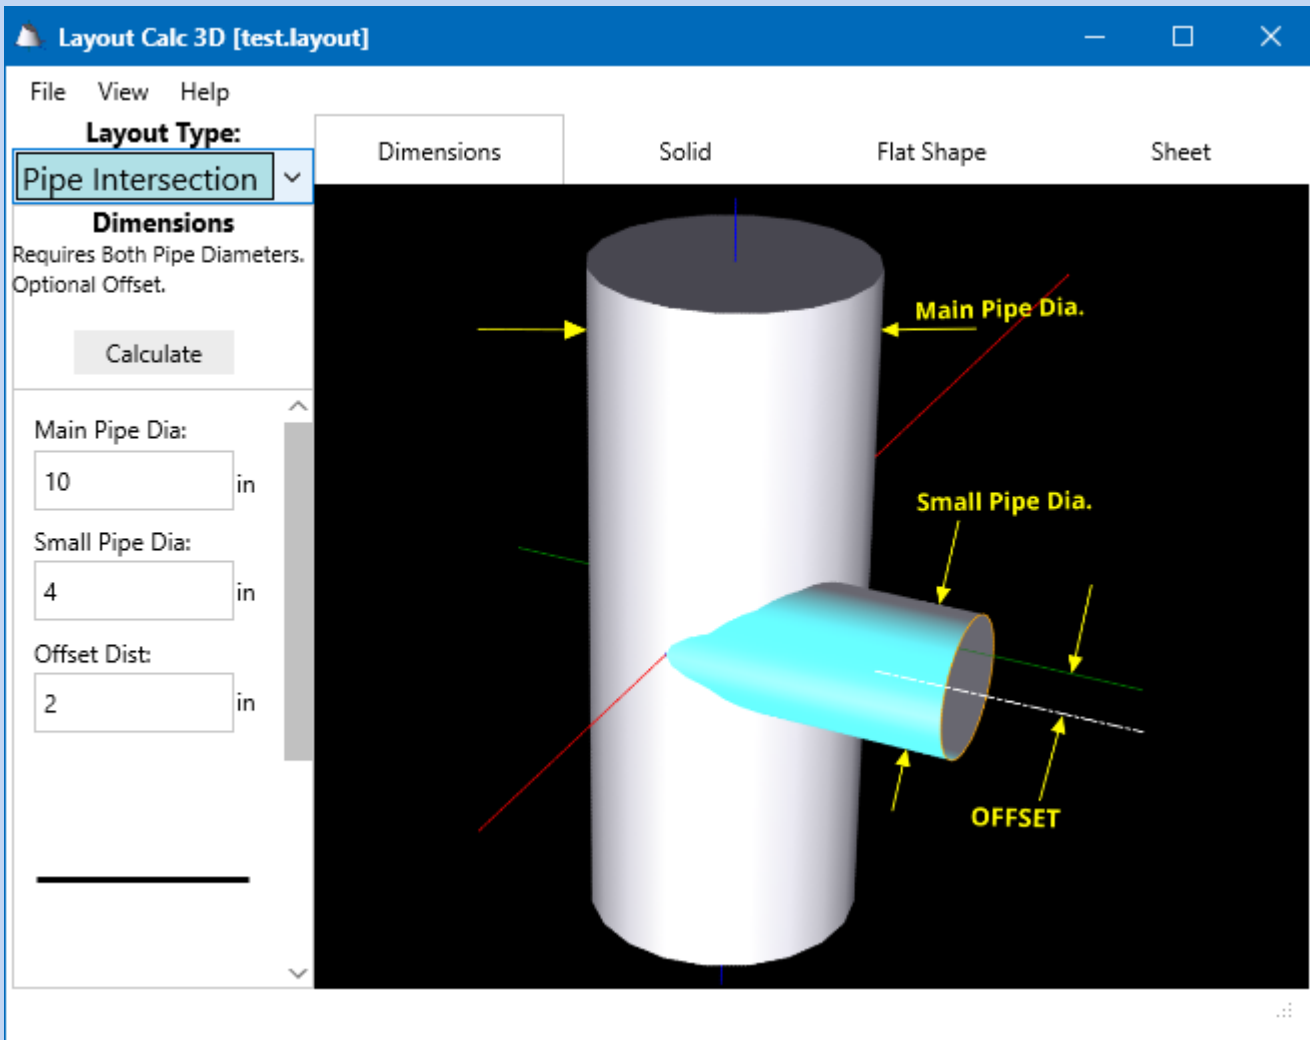 Layout Calc 3D [test.layout]
File View Help
Layout Type:
Pipe Intersection
Dimensions
Requires Both Pipe Diameters.
Optional Offset.
Calculate
Main Pipe Dia:
10 in
Small Pipe Dia:
4 in
Offset Dist:
2 in
Dimensions Solid Flat Shape Sheet
Main Pipe Dia.
Small Pipe Dia.
OFFSET